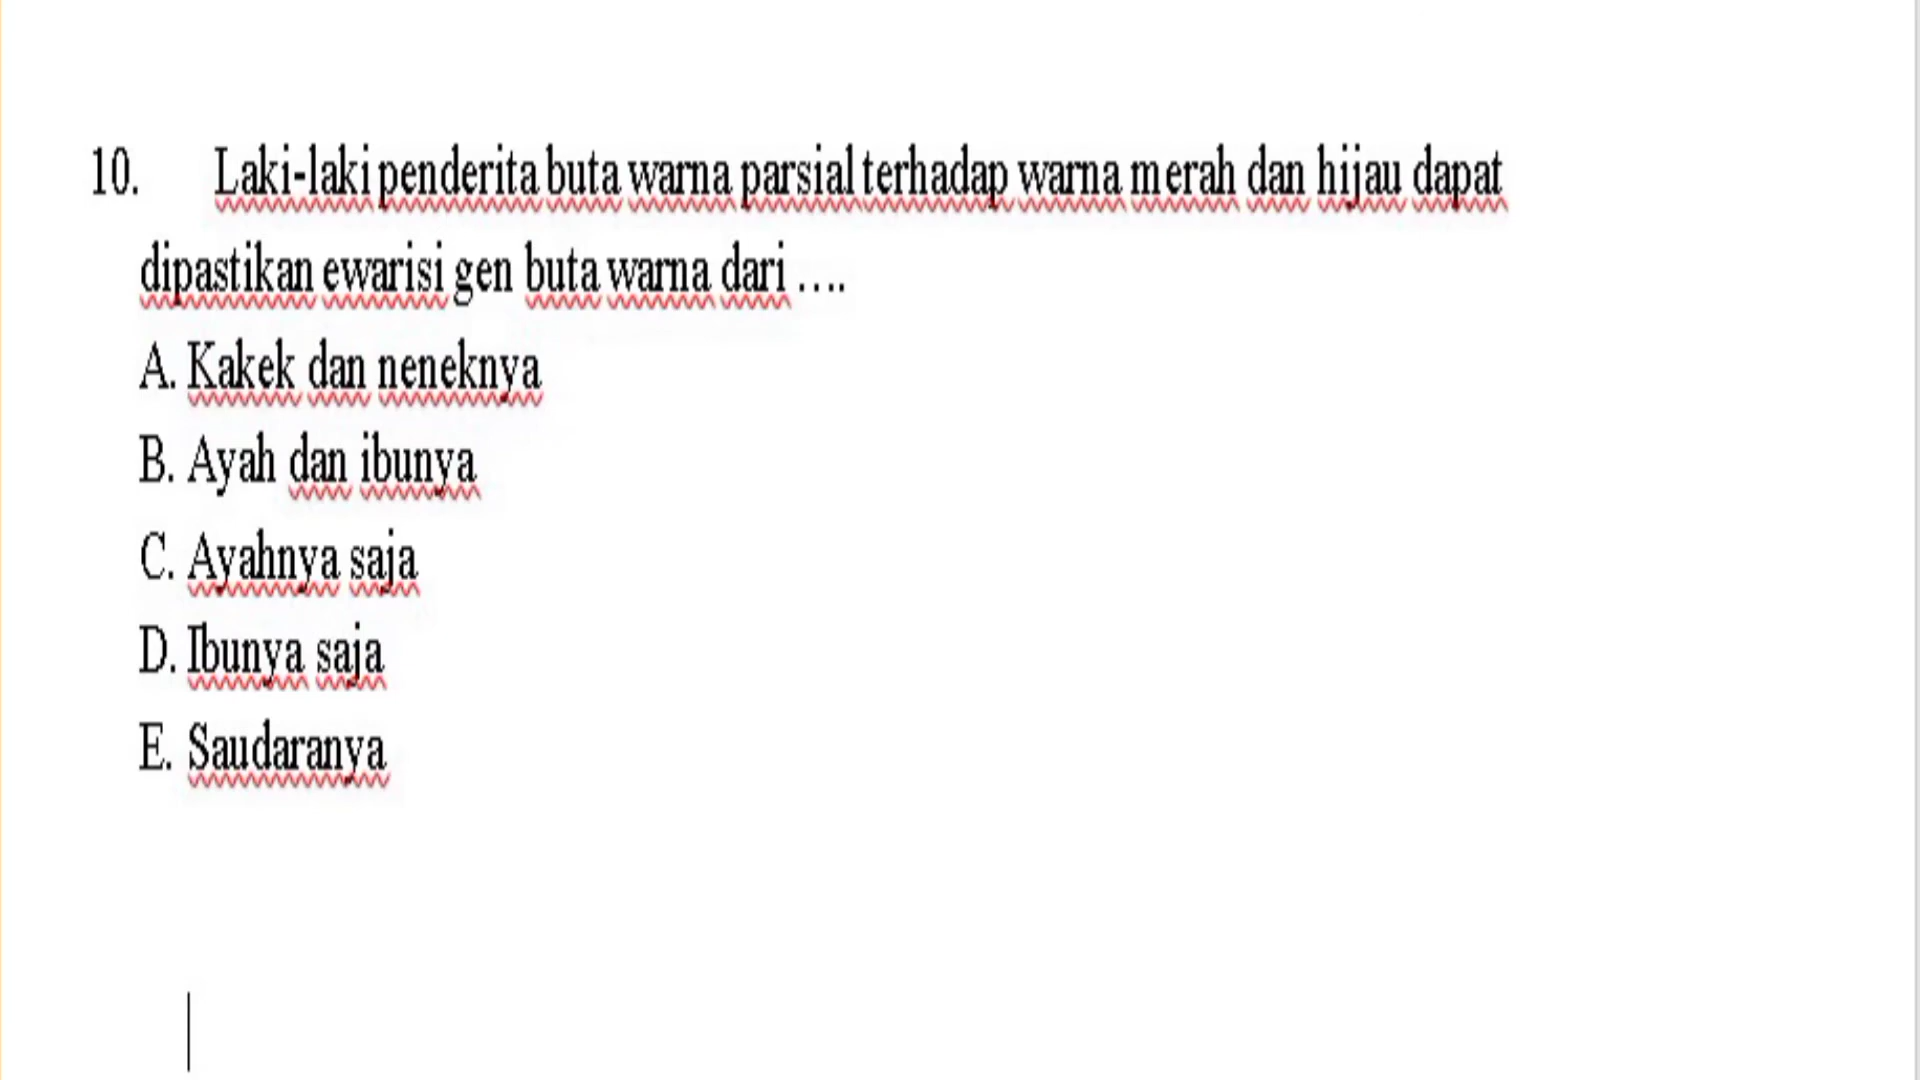 10. Laki-laki penderita buta warna parsial terhadap warna merah dan hijau dapat
dipastikan ewarisi gen buta warna dari ....
A. Kakek dan neneknya
B. Ayah dan ibunya
C. Ayahnya saja
D. Ibunya saja
E. Saudaranya